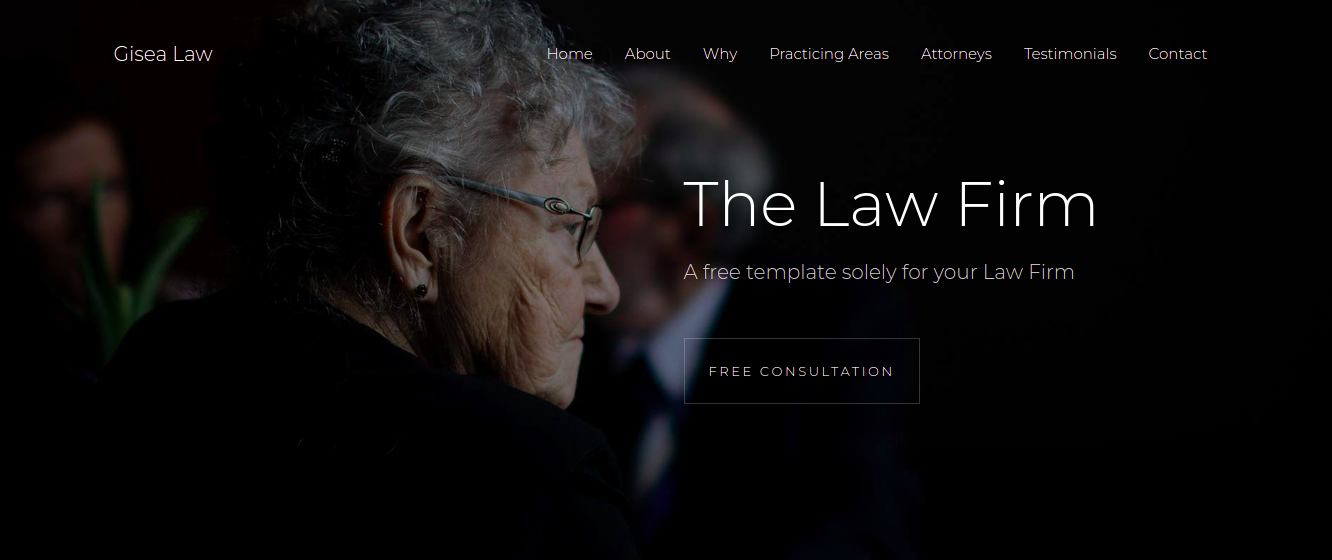 Gisea Law
Home About Why Practicing Areas Attorneys Testimonials Contact
The Law Firm
A free template solely for your Law Firm
FREE CONSULTATION